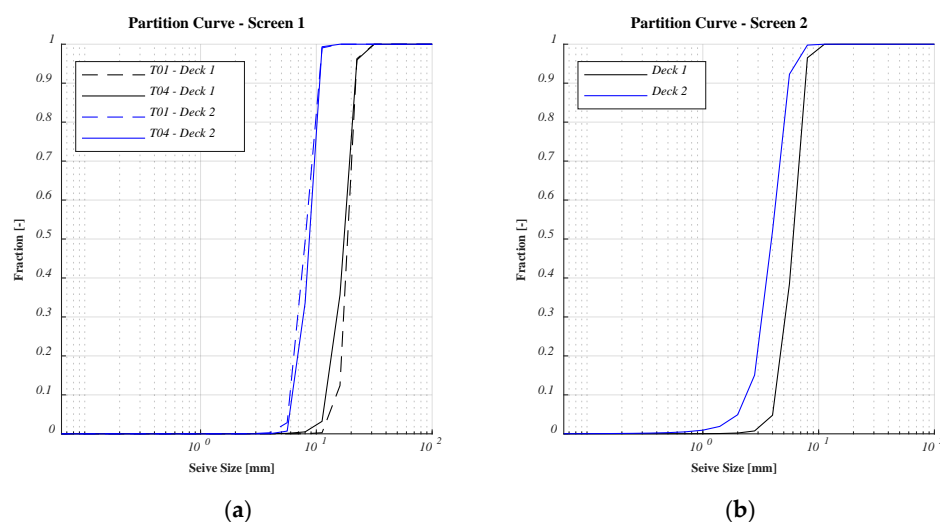 Partition Curve - Screen 1
1
0.9
0.8
0.7
0.6
0.5
0.4
0.3
0.2
0.1
0
Fraction [-]
T01 - Deck 1
T04 - Deck 1
T01 - Deck 2
T04 - Deck 2
10^0
10^1
10^2
Seive Size [mm]
(a)
Partition Curve - Screen 2
1
0.9
0.8
0.7
0.6
0.5
0.4
0.3
0.2
0.1
0
Fraction [-]
Deck 1
Deck 2
10^0
10^1
10
Seive Size [mm]
(b)